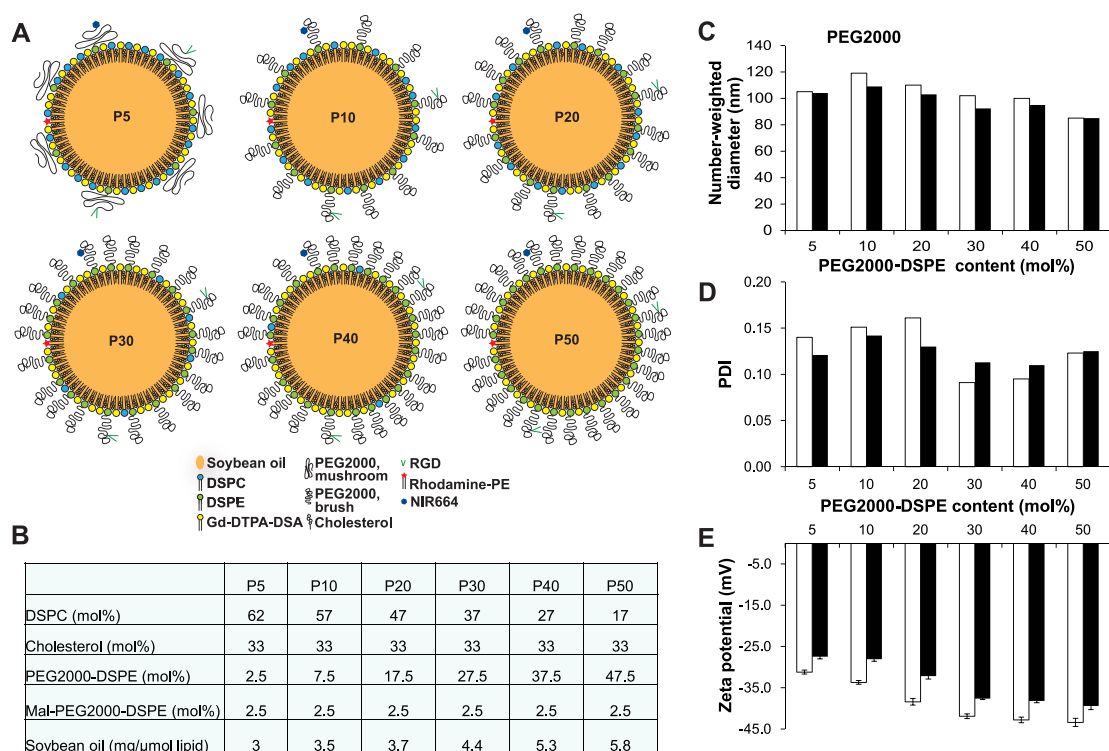 A
P5
P10
P20
P30
P40
P50
Soybean oil
DSPC
DSPE
Gd-DTPA-DSA
PEG2000,
mushroom
PEG2000,
brush
Cholesterol
RGD
Rhodamine-PE
NIR664
B
P5 P10 P20 P30 P40 P50
DSPC (mol%) 62 57 47 37 27 17
Cholesterol (mol%) 33 33 33 33 33 33
PEG2000-DSPE (mol%) 2.5 7.5 17.5 27.5 37.5 47.5
Mal-PEG2000-DSPE (mol%) 2.5 2.5 2.5 2.5 2.5 2.5
Soybean oil (mg/umol lipid) 3 3.5 3.7 4.4 5.3 5.8
C
PEG2000
Number-weighted
diameter (nm)
140
120
100
80
60
40
20
0
5 10 20 30 40 50
PEG2000-DSPE content (mol%)
D
PDI
0.20
0.15
0.10
0.05
0.00
5 10 20 30 40 50
PEG2000-DSPE content (mol%)
E
5 10 20 30 40 50
Zeta potential (mV)
-5.0
-15.0
-25.0
-35.0
-45.0